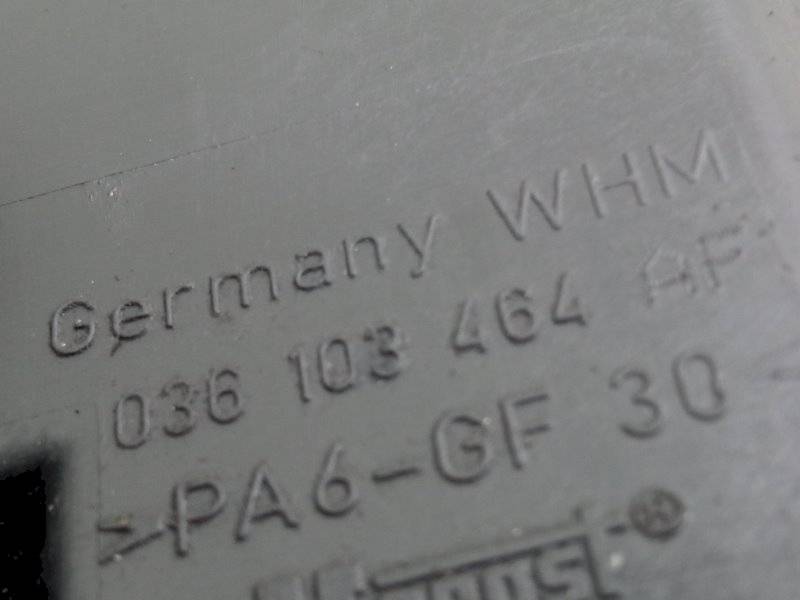 Germany WHM
036 103 464 AF
>PA6-GF 30